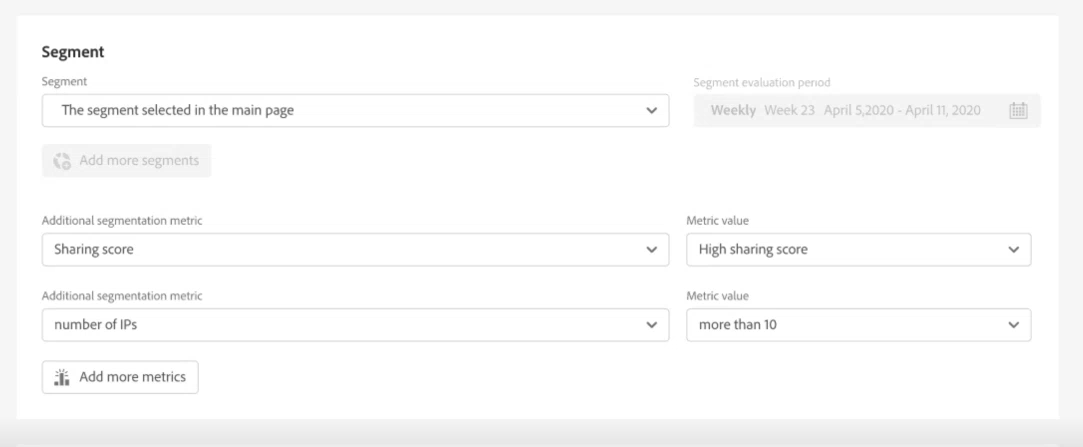 Segment
Segment
Segment evaluation period
The segment selected in the main page
Weekly Week 23 April 5,2020 - April 11, 2020
Add more segments
Additional segmentation metric
Metric value
Sharing score
High sharing score
Additional segmentation metric
Metric value
number of IPs
more than 10
Add more metrics